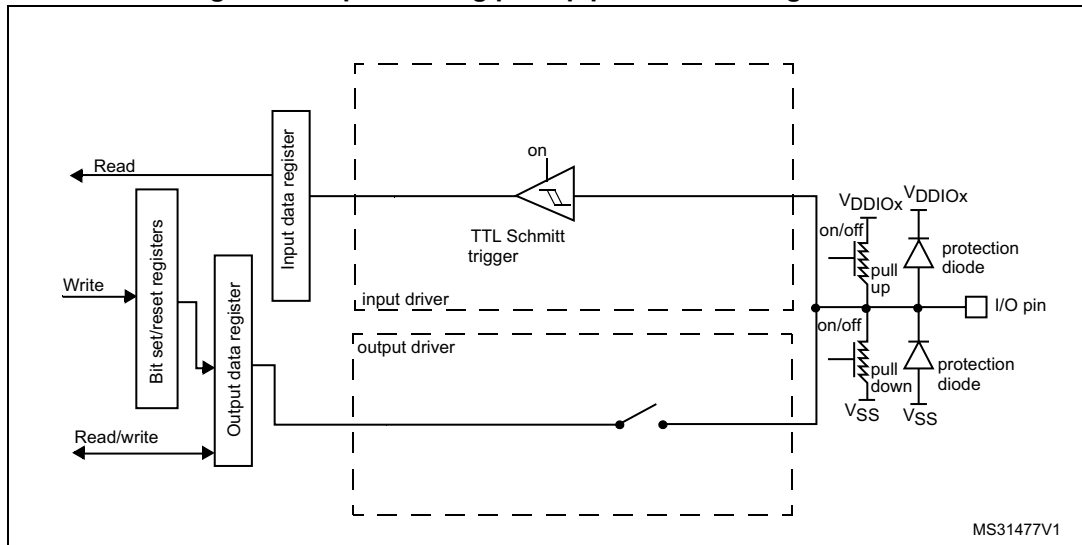 Read
Bit set/reset registers
Write
Read/write
Output data register
Input data register
on
TTL Schmitt
trigger
input driver
output driver
VDDIOx
VDDIOx
on/off
pull
up
protection
diode
I/O pin
on/off
pull
down
protection
diode
VSS
VSS
MS31477V1